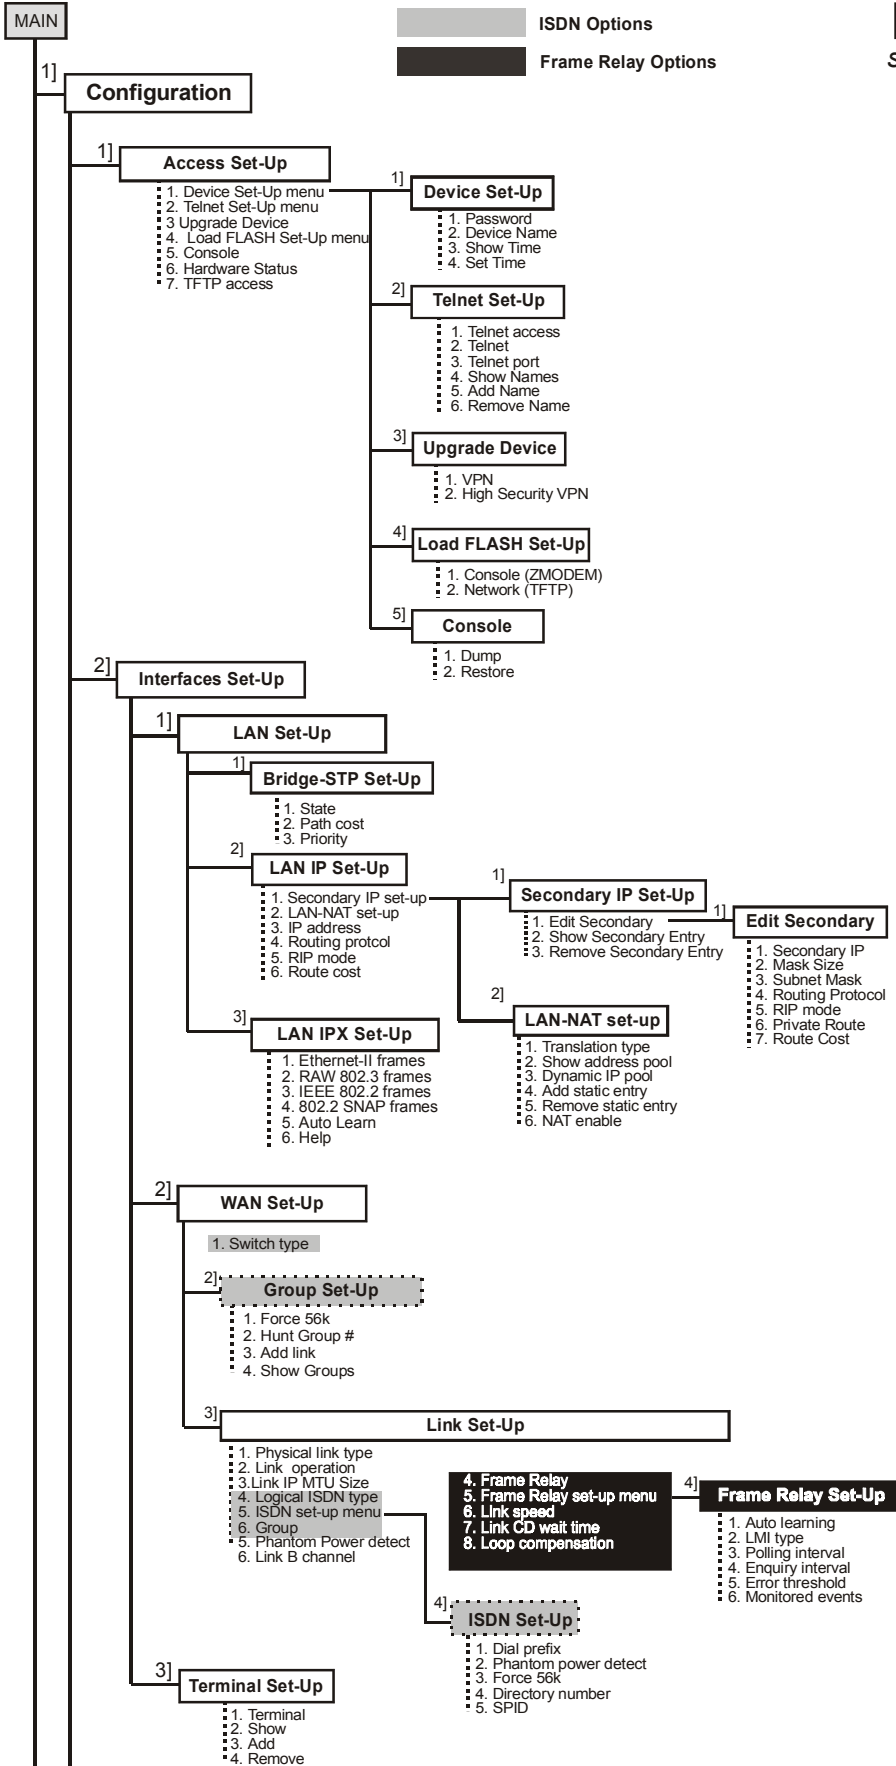 MAIN
ISDN Options
Frame Relay Options
S
1]
Configuration
1]
Access Set-Up
1. Device Set-Up menu
2. Telnet Set-Up menu
3 Upgrade Device
4. Load FLASH Set-Up menu
5. Console
6. Hardware Status
7. TFTP access
1]
Device Set-Up
1. Password
2. Device Name
3. Show Time
4. Set Time
2]
Telnet Set-Up
1. Telnet access
2. Telnet
3. Telnet port
4. Show Names
5. Add Name
6. Remove Name
3]
Upgrade Device
1. VPN
2. High Security VPN
4]
Load FLASH Set-Up
1. Console (ZMODEM)
2. Network (TFTP)
5]
Console
1. Dump
2. Restore
2]
Interfaces Set-Up
1]
LAN Set-Up
1]
Bridge-STP Set-Up
1. State
2. Path cost
3. Priority
2]
LAN IP Set-Up
1. Secondary IP set-up
2. LAN-NAT set-up
3. IP address
4. Routing protcol
5. RIP mode
6. Route cost
1]
Secondary IP Set-Up
1. Edit Secondary
2. Show Secondary Entry
3. Remove Secondary Entry
1]
Edit Secondary
1. Secondary IP
2. Mask Size
3. Subnet Mask
4. Routing Protocol
5. RIP mode
6. Private Route
7. Route Cost
2]
LAN-NAT set-up
1. Translation type
2. Show address pool
3. Dynamic IP pool
4. Add static entry
5. Remove static entry
6. NAT enable
3]
LAN IPX Set-Up
1. Ethernet-II frames
2. RAW 802.3 frames
3. IEEE 802.2 frames
4. 802.2 SNAP frames
5. Auto Learn
6. Help
2]
WAN Set-Up
1. Switch type
2]
Group Set-Up
1. Force 56k
2. Hunt Group #
3. Add link
4. Show Groups
3]
Link Set-Up
1. Physical link type
2. Link operation
3.Link IP MTU Size
4. Logical ISDN type
5. ISDN set-up menu
6. Group
5. Phantom Power detect
6. Link B channel
4. Frame Relay
5. Frame Relay set-up menu
6. Link speed
7. Link CD wait time
8. Loop compensation
4]
Frame Relay Set-Up
1. Auto learning
2. LMI type
3. Polling interval
4. Enquiry interval
5. Error threshold
6. Monitored events
4]
ISDN Set-Up
1. Dial prefix
2. Phantom power detect
3. Force 56k
4. Directory number
5. SPID
3]
Terminal Set-Up
1. Terminal
2. Show
3. Add
4. Remove